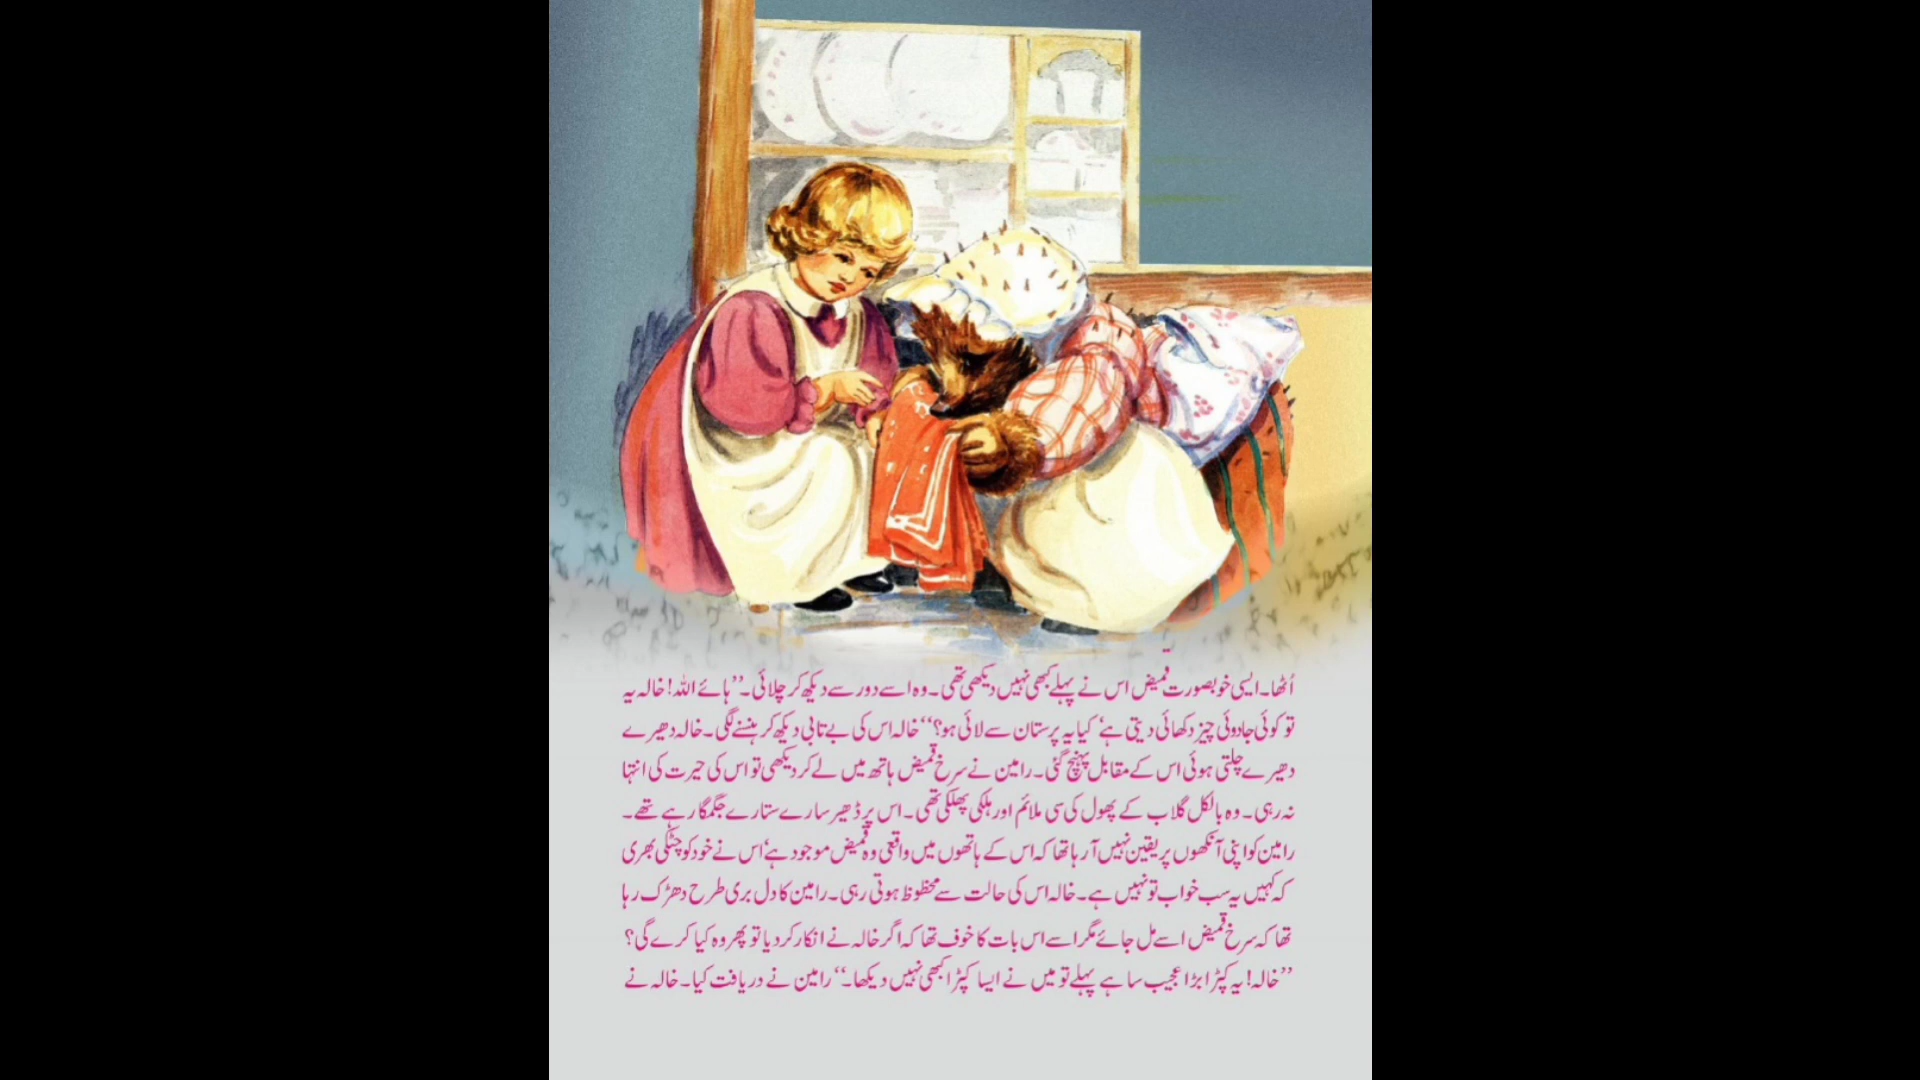 اُٹھا۔ ایسی خوبصورت قمیض اس نے پہلے کبھی نہیں دیکھی تھی۔ وہ اسے دور سے دیکھ کر چلائی۔ ’’ہائے اللہ! خالہ یہ
تو کوئی جادوئی چیز دکھائی دیتی ہے‘ کیا یہ پرستان سے لائی ہو؟‘‘ خالہ اس کی بے تابی دیکھ کر ہنسنے لگی۔ خالہ دھیرے
دھیرے چلتی ہوئی اس کے مقابل پہنچ گئی۔ رامین نے سرخ قمیض ہاتھ میں لے کر دیکھی تو اس کی حیرت کی انتہا
نہ رہی۔ وہ بالکل گلاب کے پھول کی سی ملائم اور ہلکی پھلکی تھی۔ اس پر ڈھیر سارے ستارے جگمگا رہے تھے۔
رامین کو اپنی آنکھوں پر یقین نہیں آ رہا تھا کہ اس کے ہاتھوں میں واقعی وہ قمیض موجود ہے‘ اس نے خود کو چٹکی بھری
کہ کہیں یہ سب خواب تو نہیں ہے۔ خالہ اس کی حالت سے محظوظ ہوتی رہی۔ رامین کا دل بری طرح دھڑک رہا
تھا کہ سرخ قمیض اسے مل جائے مگر اسے اس بات کا خوف تھا کہ اگر خالہ نے انکار کر دیا تو پھر وہ کیا کرے گی؟
’’خالہ! یہ کپڑا بڑا عجیب سا ہے پہلے تو میں نے ایسا کپڑا کبھی نہیں دیکھا۔‘‘ رامین نے دریافت کیا۔ خالہ نے